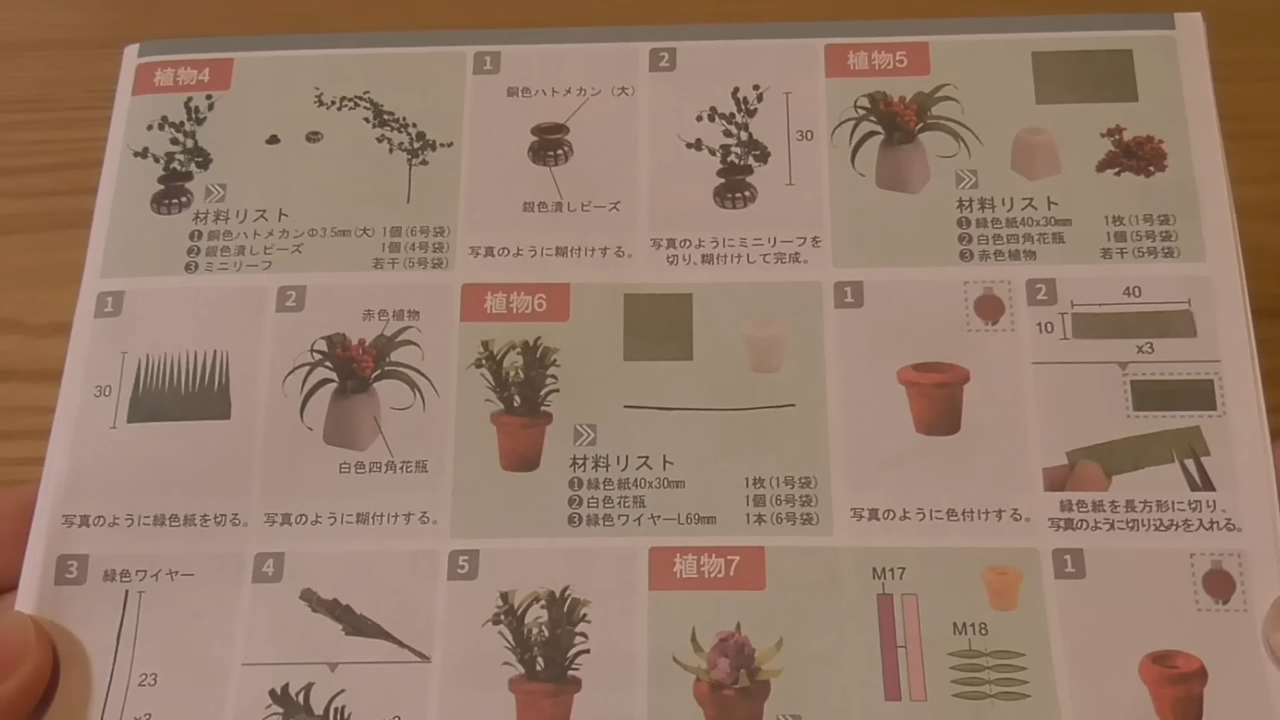 植物4
材料リスト
❶銅色ハトメカンΦ3.5mm(大) 1個(6号袋)
❷銀色潰しビーズ 1個(4号袋)
❸ミニリーフ 若干(5号袋)
1
銅色ハトメカン（大）
銀色潰しビーズ
写真のように糊付けする。
2
30
写真のようにミニリーフを
切り、糊付けして完成。
植物5
材料リスト
❶緑色紙40x30mm 1枚(1号袋)
❷白色四角花瓶 1個(5号袋)
❸赤色植物 若干(5号袋)
1
30
写真のように緑色紙を切る。
2
赤色植物
白色四角花瓶
写真のように糊付けする。
植物6
材料リスト
❶緑色紙40x30mm 1枚(1号袋)
❷白色花瓶 1個(6号袋)
❸緑色ワイヤーL69mm 1本(6号袋)
1
写真のように色付けする。
2
40
10
x3
緑色紙を長方形に切り、
写真のように切り込みを入れる。
3
緑色ワイヤー
23
4
5
植物7
M17
M18
1